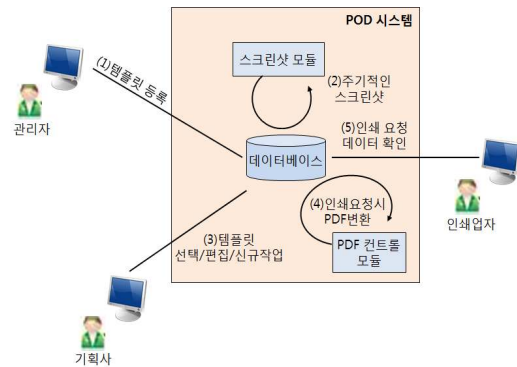 POD 시스템
스크린샷 모듈
(1)템플릿 등록
(2)주기적인
스크린샷
관리자
(5)인쇄 요청
데이터 확인
데이터베이스
(4)인쇄요청시
PDF변환
인쇄업자
(3)템플릿
선택/편집/신규작업
PDF 컨트롤
모듈
기획사